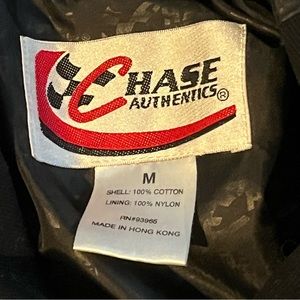 CHASE
AUTHENTICS®
M
SHELL: 100% COTTON
LINING: 100% NYLON
RN#93965
MADE IN HONG KONG